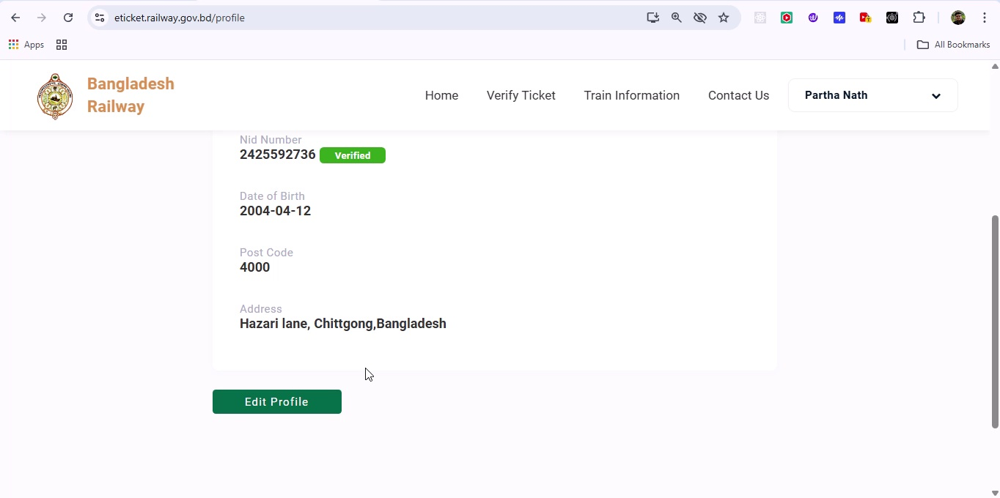 eticket.railway.gov.bd/profile
Apps
All Bookmarks
Bangladesh
Railway
Home
Verify Ticket
Train Information
Contact Us
Partha Nath
Nid Number
2425592736 Verified
Date of Birth
2004-04-12
Post Code
4000
Address
Hazari lane, Chittgong,Bangladesh
Edit Profile